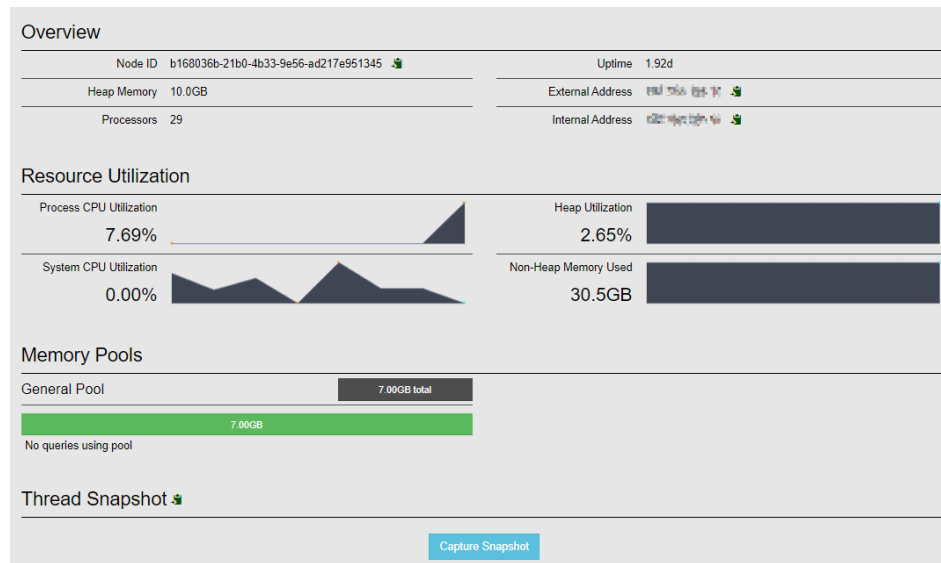 Overview
Node ID b168036b-21b0-4b33-9e56-ad217e951345
Uptime 1.92d
Heap Memory 10.0GB
External Address
Processors 29
Internal Address
Resource Utilization
Process CPU Utilization
7.69%
Heap Utilization
2.65%
System CPU Utilization
0.00%
Non-Heap Memory Used
30.5GB
Memory Pools
General Pool
7.00GB total
7.00GB
No queries using pool
Thread Snapshot
Capture Snapshot